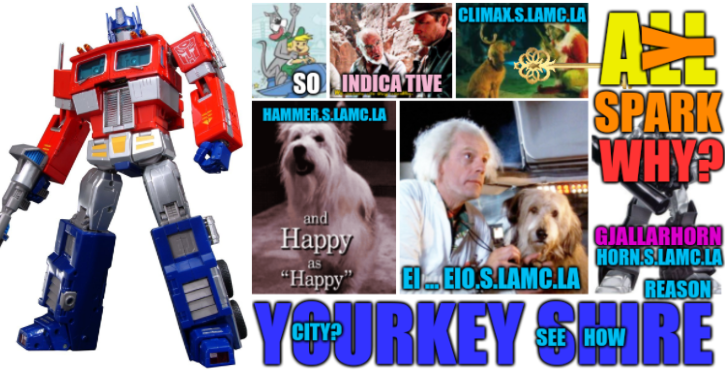 CLIMAX.S.LAMC.LA
SO
INDICA TIVE
ALL
Y
SPARK
WHY?
HAMMER.S.LAMC.LA
and
Happy
as
"Happy"
EI ... EIO.S.LAMC.LA
GJALLARHORN
HORN.S.LAMC.LA
REASON
YOURKEY SHIRE
CITY?
SEE HOW